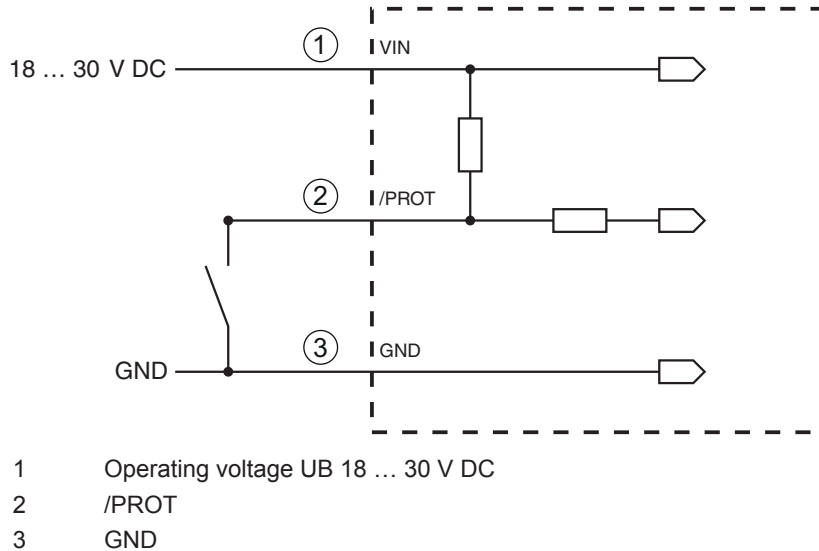 ① VIN
18 … 30 V DC
② /PROT
③ GND
GND
1 Operating voltage UB 18 … 30 V DC
2 /PROT
3 GND